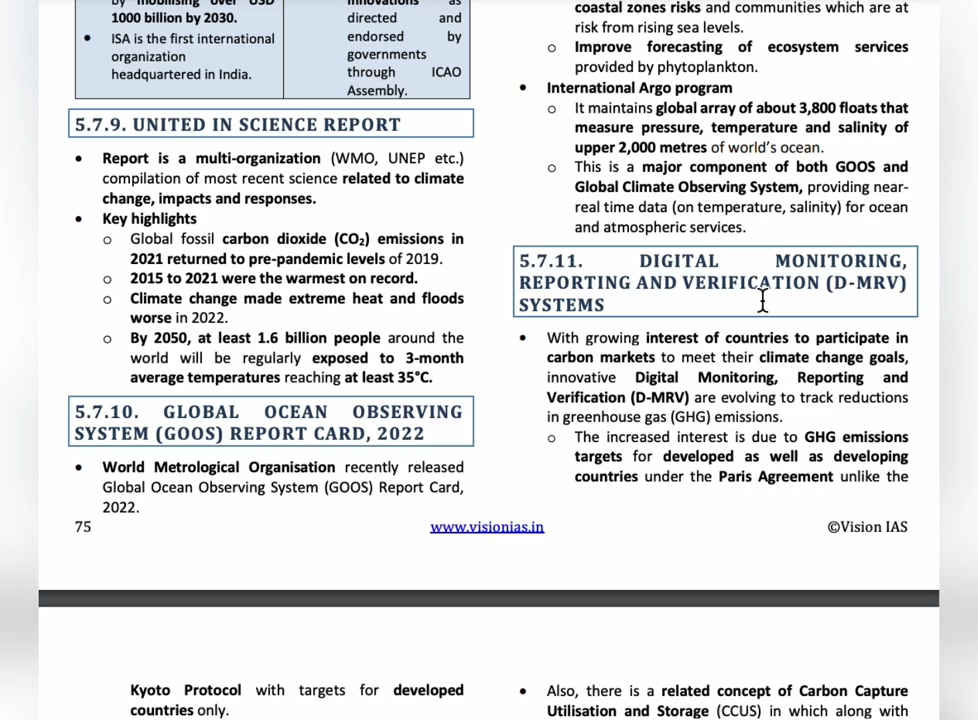 by mobilising over USD
1000 billion by 2030.
• ISA is the first international
organization
headquartered in India.
innovations as
directed and
endorsed by
governments
through ICAO
Assembly.
5.7.9. UNITED IN SCIENCE REPORT
• Report is a multi-organization (WMO, UNEP etc.)
compilation of most recent science related to climate
change, impacts and responses.
• Key highlights
o Global fossil carbon dioxide (CO₂) emissions in
2021 returned to pre-pandemic levels of 2019.
o 2015 to 2021 were the warmest on record.
o Climate change made extreme heat and floods
worse in 2022.
o By 2050, at least 1.6 billion people around the
world will be regularly exposed to 3-month
average temperatures reaching at least 35°C.
5.7.10. GLOBAL OCEAN OBSERVING
SYSTEM (GOOS) REPORT CARD, 2022
• World Metrological Organisation recently released
Global Ocean Observing System (GOOS) Report Card,
2022.
coastal zones risks and communities which are at
risk from rising sea levels.
o Improve forecasting of ecosystem services
provided by phytoplankton.
• International Argo program
o It maintains global array of about 3,800 floats that
measure pressure, temperature and salinity of
upper 2,000 metres of world's ocean.
o This is a major component of both GOOS and
Global Climate Observing System, providing near-
real time data (on temperature, salinity) for ocean
and atmospheric services.
5.7.11. DIGITAL MONITORING,
REPORTING AND VERIFICATION (D-MRV)
SYSTEMS
• With growing interest of countries to participate in
carbon markets to meet their climate change goals,
innovative Digital Monitoring, Reporting and
Verification (D-MRV) are evolving to track reductions
in greenhouse gas (GHG) emissions.
o The increased interest is due to GHG emissions
targets for developed as well as developing
countries under the Paris Agreement unlike the
75
www.visionias.in
©Vision IAS
Kyoto Protocol with targets for developed
countries only.
• Also, there is a related concept of Carbon Capture
Utilisation and Storage (CCUS) in which along with